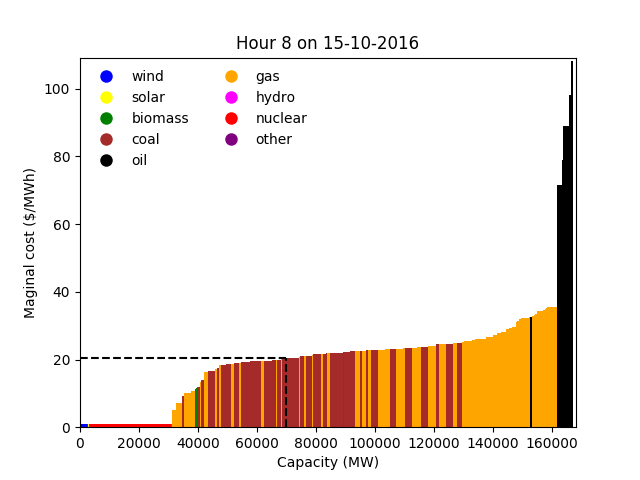 Hour 8 on 15-10-2016
Maginal cost ($/MWh)
100
80
60
40
20
0
wind
solar
biomass
coal
oil
gas
hydro
nuclear
other
0 20000 40000 60000 80000 100000 120000 140000 160000
Capacity (MW)